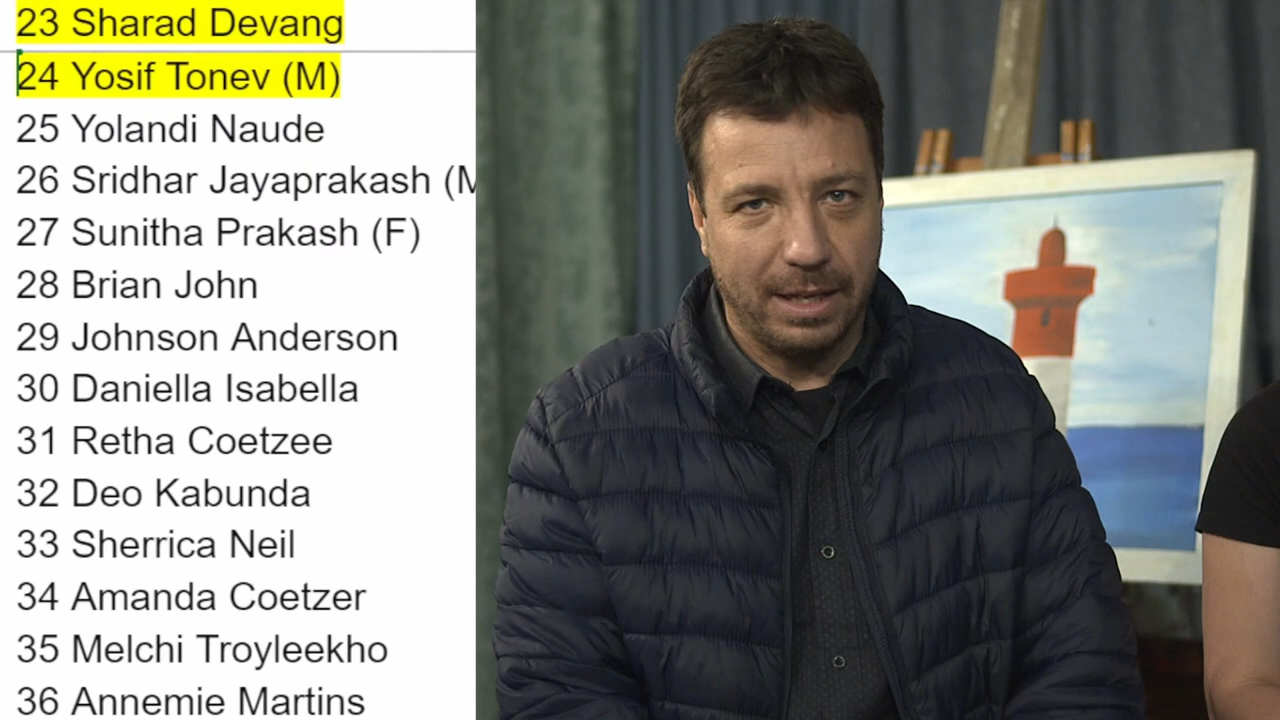 23 Sharad Devang
24 Yosif Tonev (M)
25 Yolandi Naude
26 Sridhar Jayaprakash (M
27 Sunitha Prakash (F)
28 Brian John
29 Johnson Anderson
30 Daniella Isabella
31 Retha Coetzee
32 Deo Kabunda
33 Sherrica Neil
34 Amanda Coetzer
35 Melchi Troyleekho
36 Annemie Martins